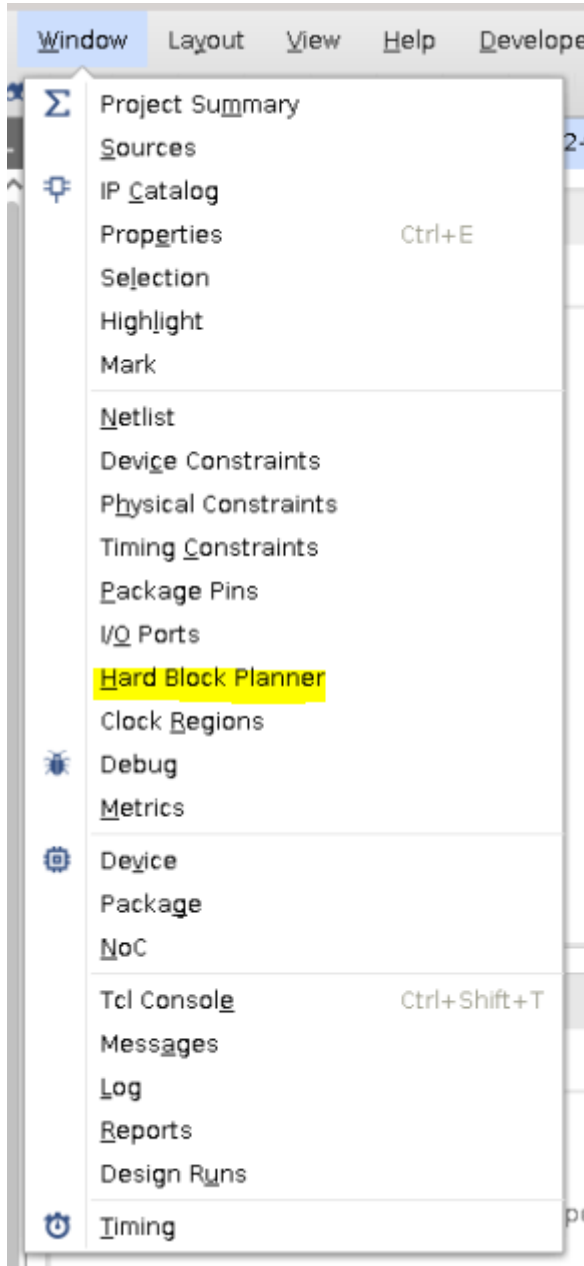 Window Layout View Help Develope
Project Summary
Sources
IP Catalog
Properties Ctrl+E
Selection
Highlight
Mark
Netlist
Device Constraints
Physical Constraints
Timing Constraints
Package Pins
I/O Ports
Hard Block Planner
Clock Regions
Debug
Metrics
Device
Package
NoC
Tcl Console Ctrl+Shift+T
Messages
Log
Reports
Design Runs
Timing